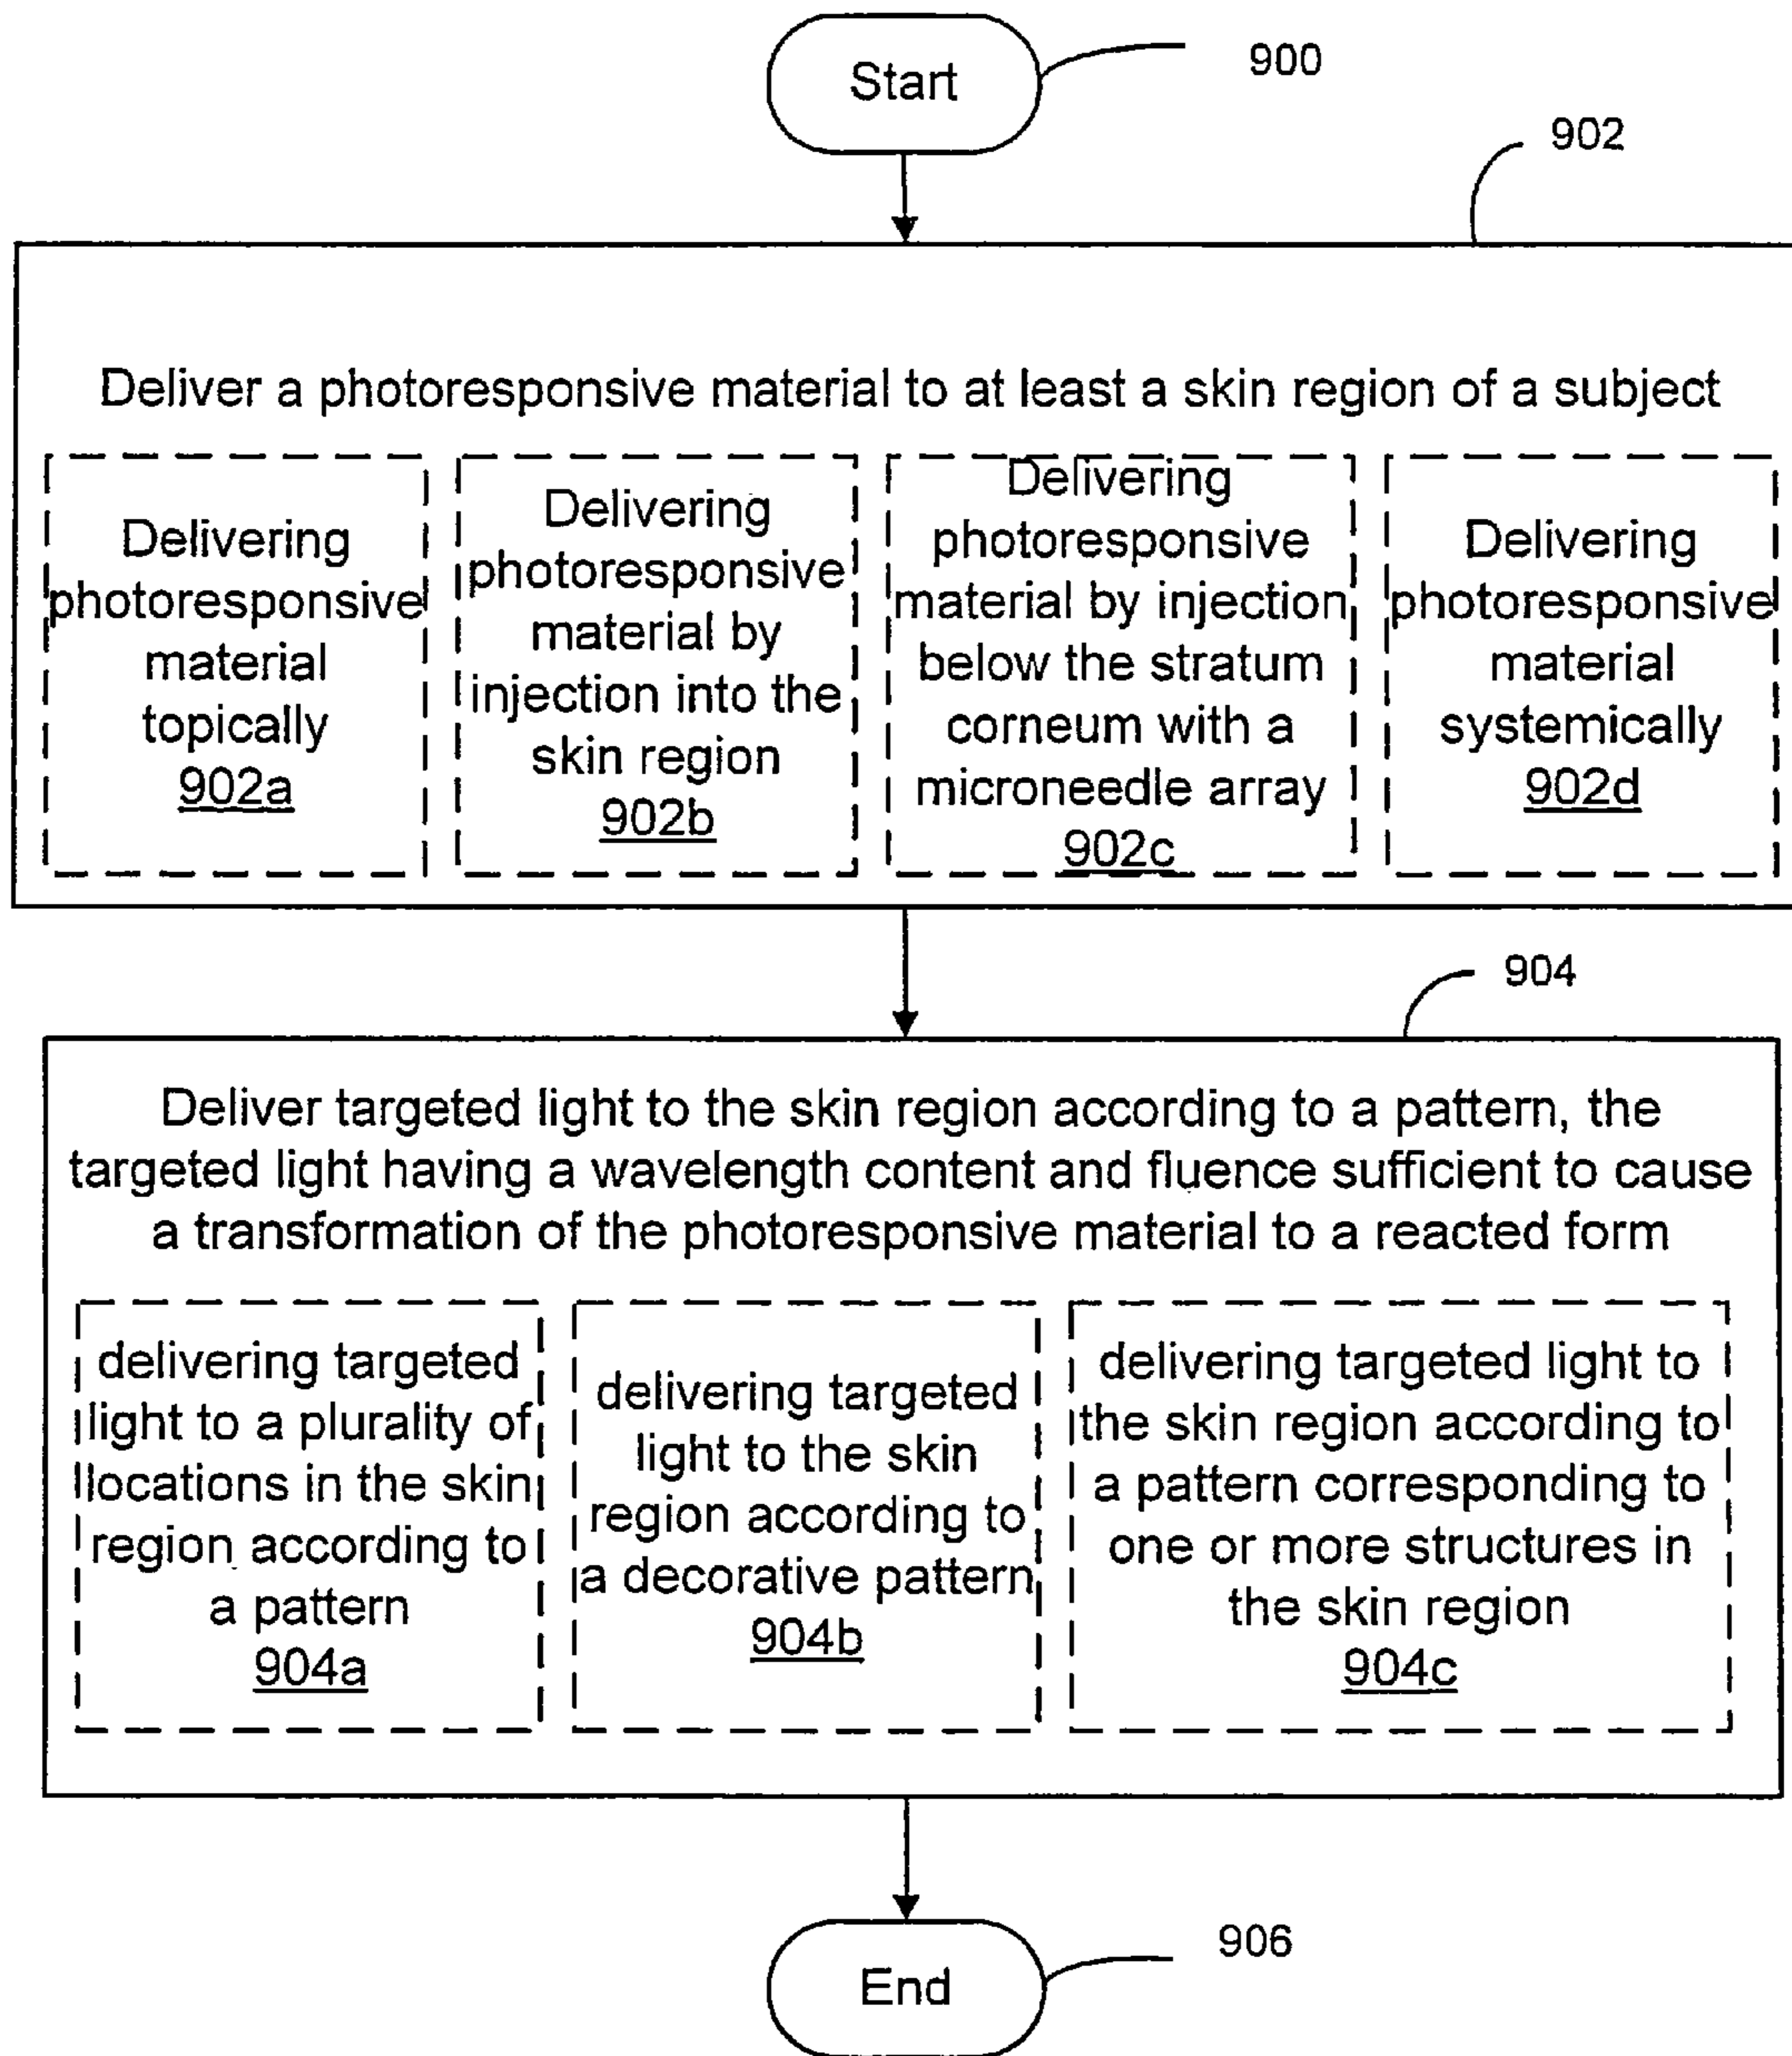 Start
900
902
Deliver a photoresponsive material to at least a skin region of a subject
Delivering
photoresponsive
material
topically
902a
Delivering
photoresponsive
material by
injection into the
skin region
902b
Delivering
photoresponsive
material by injection
below the stratum
corneum with a
microneedle array
902c
Delivering
photoresponsive
material
systemically
902d
904
Deliver targeted light to the skin region according to a pattern, the
targeted light having a wavelength content and fluence sufficient to cause
a transformation of the photoresponsive material to a reacted form
delivering targeted
light to a plurality of
locations in the skin
region according to
a pattern
904a
delivering targeted
light to the skin
region according to
a decorative pattern
904b
delivering targeted light to
the skin region according to
a pattern corresponding to
one or more structures in
the skin region
904c
End
906